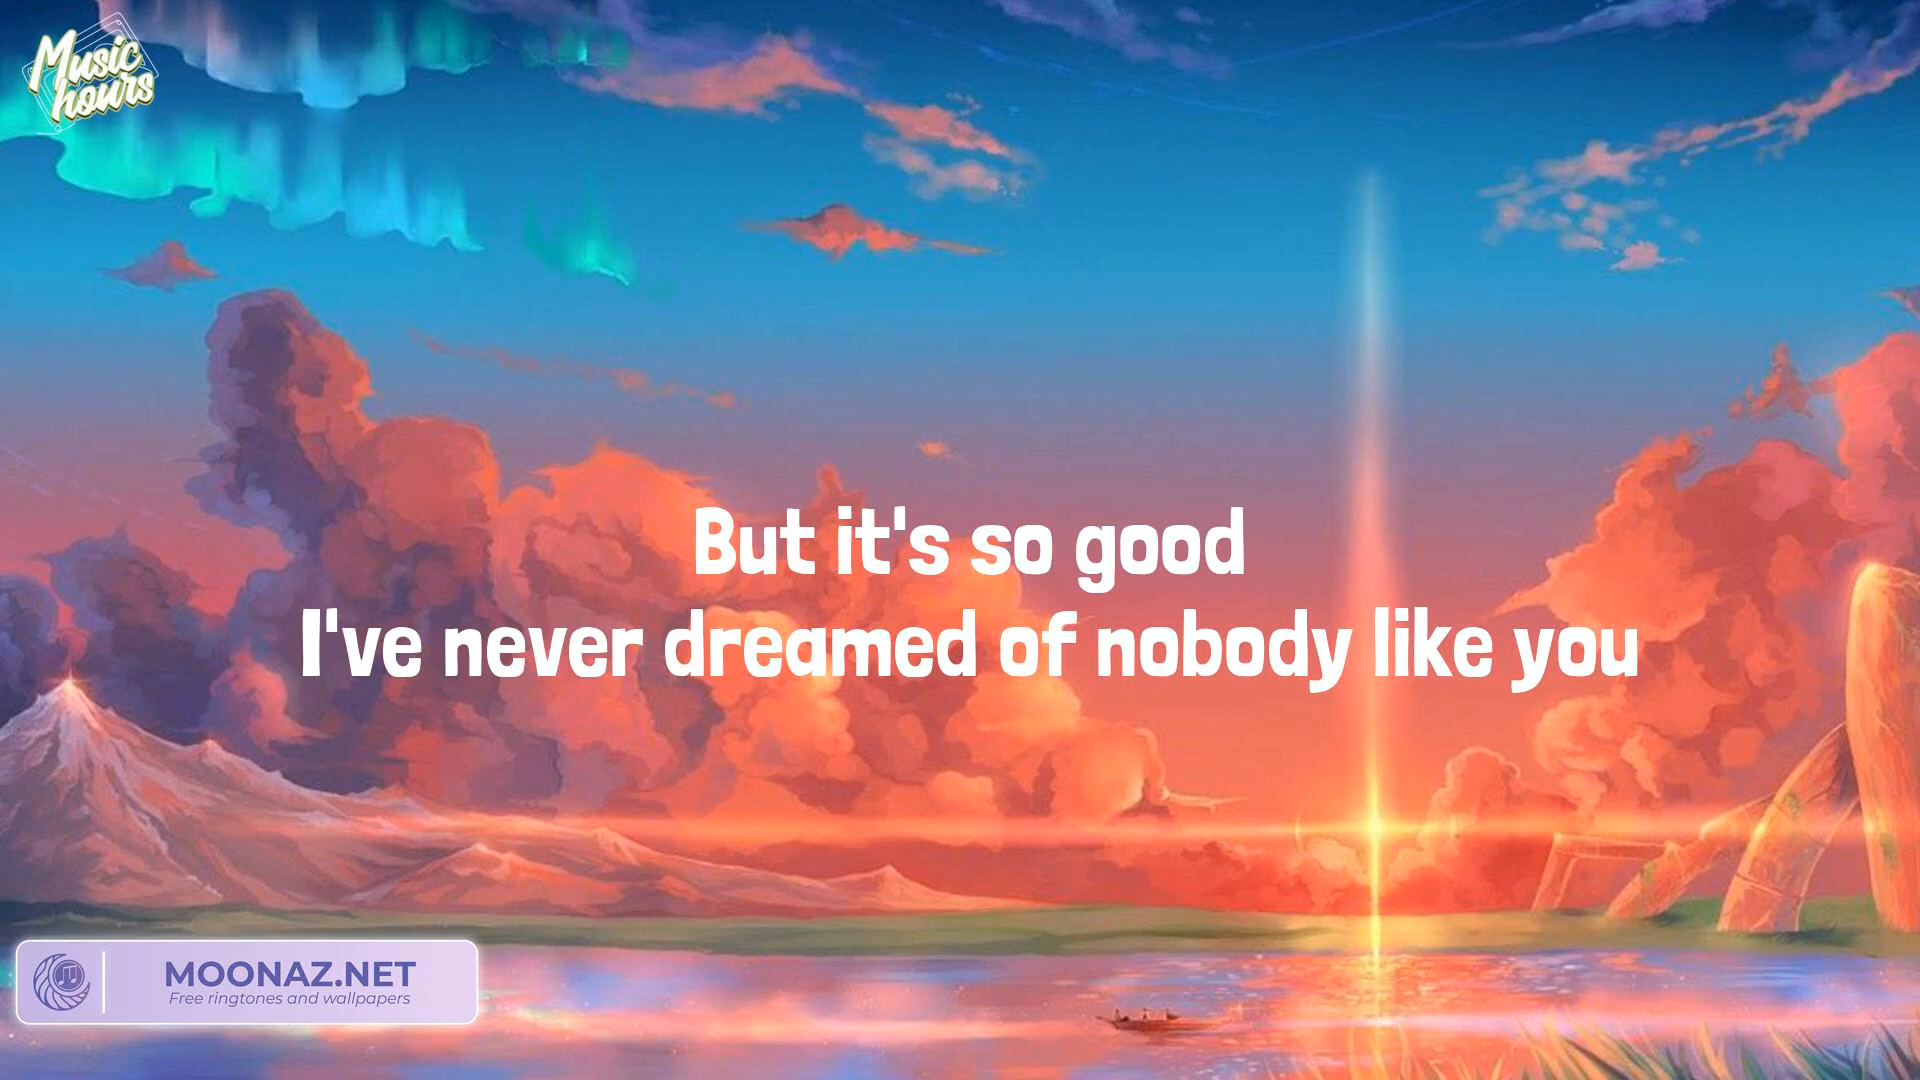 Music
hours
But it's so good
I've never dreamed of nobody like you
MOONAZ.NET
Free ringtones and wallpapers